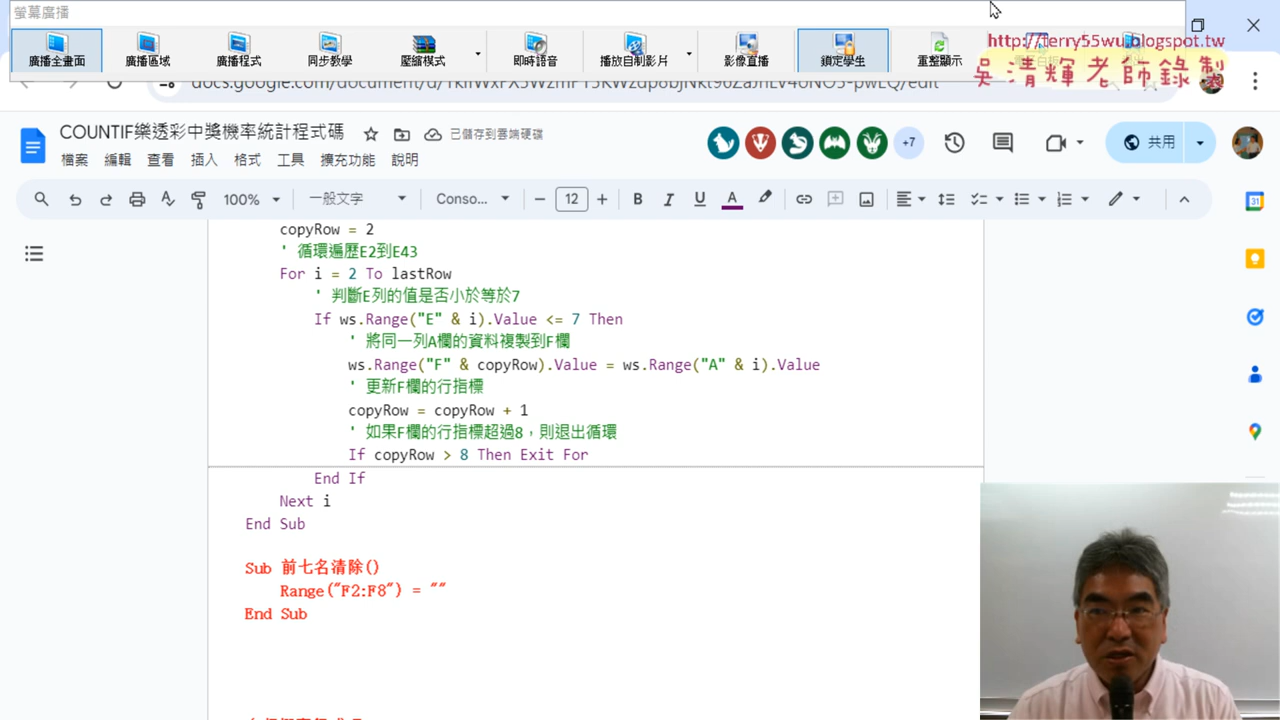 螢幕廣播
廣播全畫面 廣播區域 廣播程式 同步教學 壓縮模式 即時語音 播放自制影片 影像直播 鎖定學生 重整顯示
http://terry55wu.blogspot.tw
吳清輝老師錄製
COUNTIF樂透彩中獎機率統計程式碼
已儲存到雲端硬碟
+7
共用
檔案 編輯 查看 插入 格式 工具 擴充功能 說明
100% 一般文字 Conso... 12 B I U A
31
copyRow = 2
' 循環遍歷E2到E43
For i = 2 To lastRow
' 判斷E列的值是否小於等於7
If ws.Range("E" & i).Value <= 7 Then
' 將同一列A欄的資料複製到F欄
ws.Range("F" & copyRow).Value = ws.Range("A" & i).Value
' 更新F欄的行指標
copyRow = copyRow + 1
' 如果F欄的行指標超過8，則退出循環
If copyRow > 8 Then Exit For
End If
Next i
End Sub
Sub 前七名清除()
Range("F2:F8") = ""
End Sub